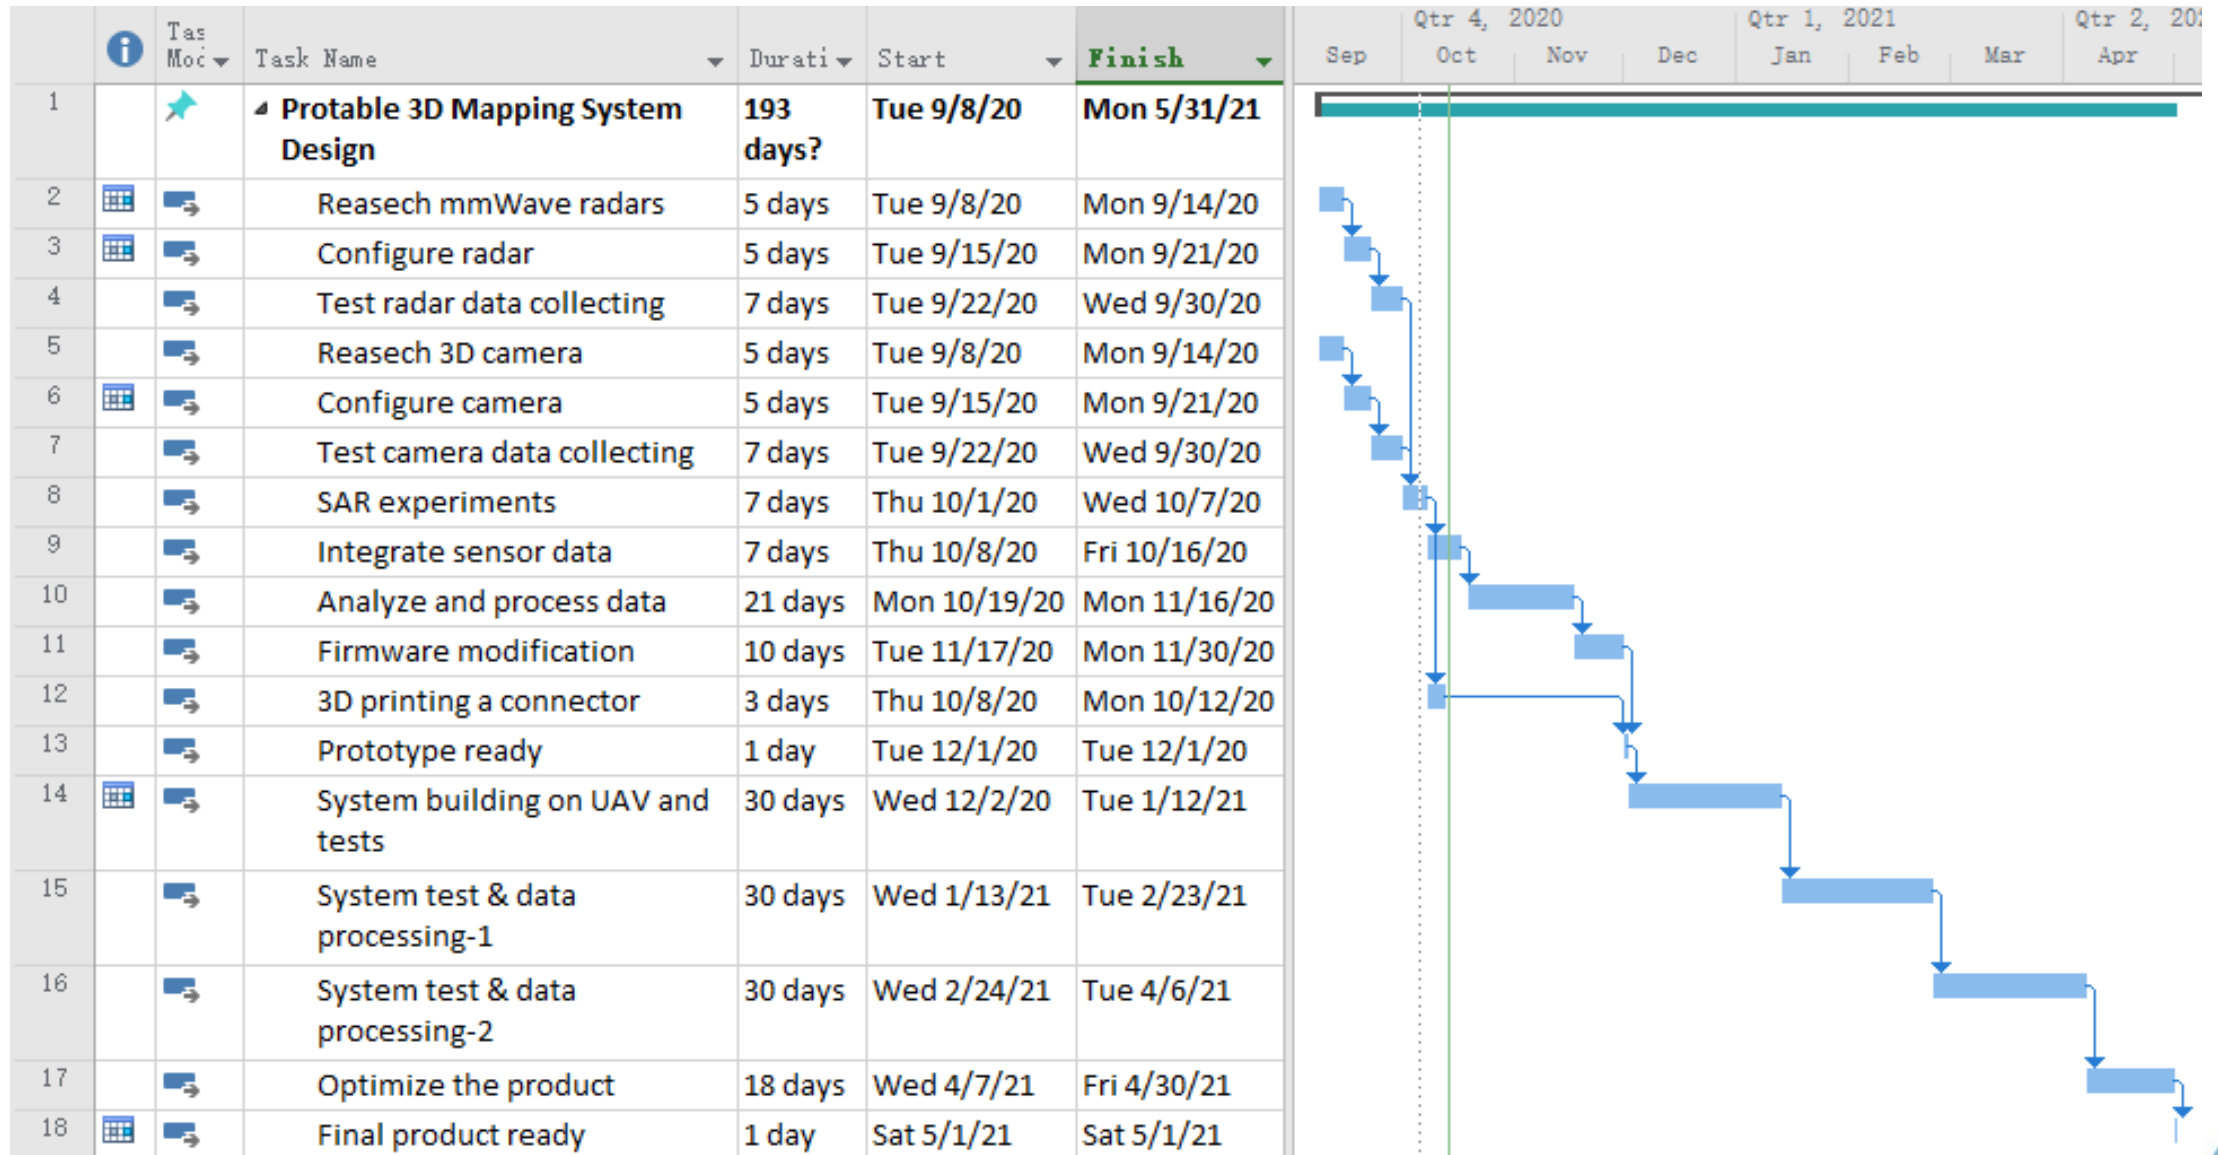 Qtr 4, 2020 Qtr 1, 2021 Qtr 2, 202
Tas
Mod Task Name Durati Start Finish Sep Oct Nov Dec Jan Feb Mar Apr
1 Protable 3D Mapping System 193 Tue 9/8/20 Mon 5/31/21
Design days?
2 Reasech mmWave radars 5 days Tue 9/8/20 Mon 9/14/20
3 Configure radar 5 days Tue 9/15/20 Mon 9/21/20
4 Test radar data collecting 7 days Tue 9/22/20 Wed 9/30/20
5 Reasech 3D camera 5 days Tue 9/8/20 Mon 9/14/20
6 Configure camera 5 days Tue 9/15/20 Mon 9/21/20
7 Test camera data collecting 7 days Tue 9/22/20 Wed 9/30/20
8 SAR experiments 7 days Thu 10/1/20 Wed 10/7/20
9 Integrate sensor data 7 days Thu 10/8/20 Fri 10/16/20
10 Analyze and process data 21 days Mon 10/19/20 Mon 11/16/20
11 Firmware modification 10 days Tue 11/17/20 Mon 11/30/20
12 3D printing a connector 3 days Thu 10/8/20 Mon 10/12/20
13 Prototype ready 1 day Tue 12/1/20 Tue 12/1/20
14 System building on UAV and 30 days Wed 12/2/20 Tue 1/12/21
tests
15 System test & data 30 days Wed 1/13/21 Tue 2/23/21
processing-1
16 System test & data 30 days Wed 2/24/21 Tue 4/6/21
processing-2
17 Optimize the product 18 days Wed 4/7/21 Fri 4/30/21
18 Final product ready 1 day Sat 5/1/21 Sat 5/1/21